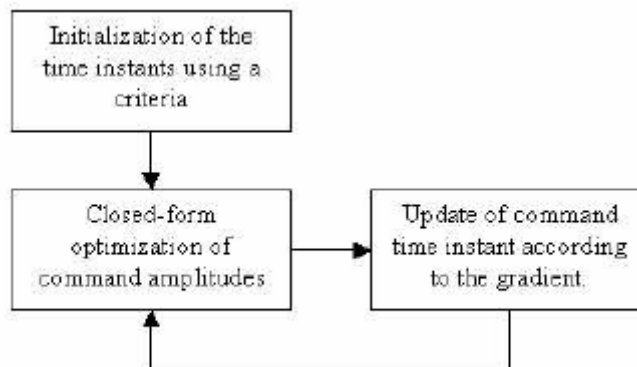 Initialization of the
time instants using a
criteria
Closed-form
optimization of
command amplitudes
Update of command
time instant according
to the gradient.